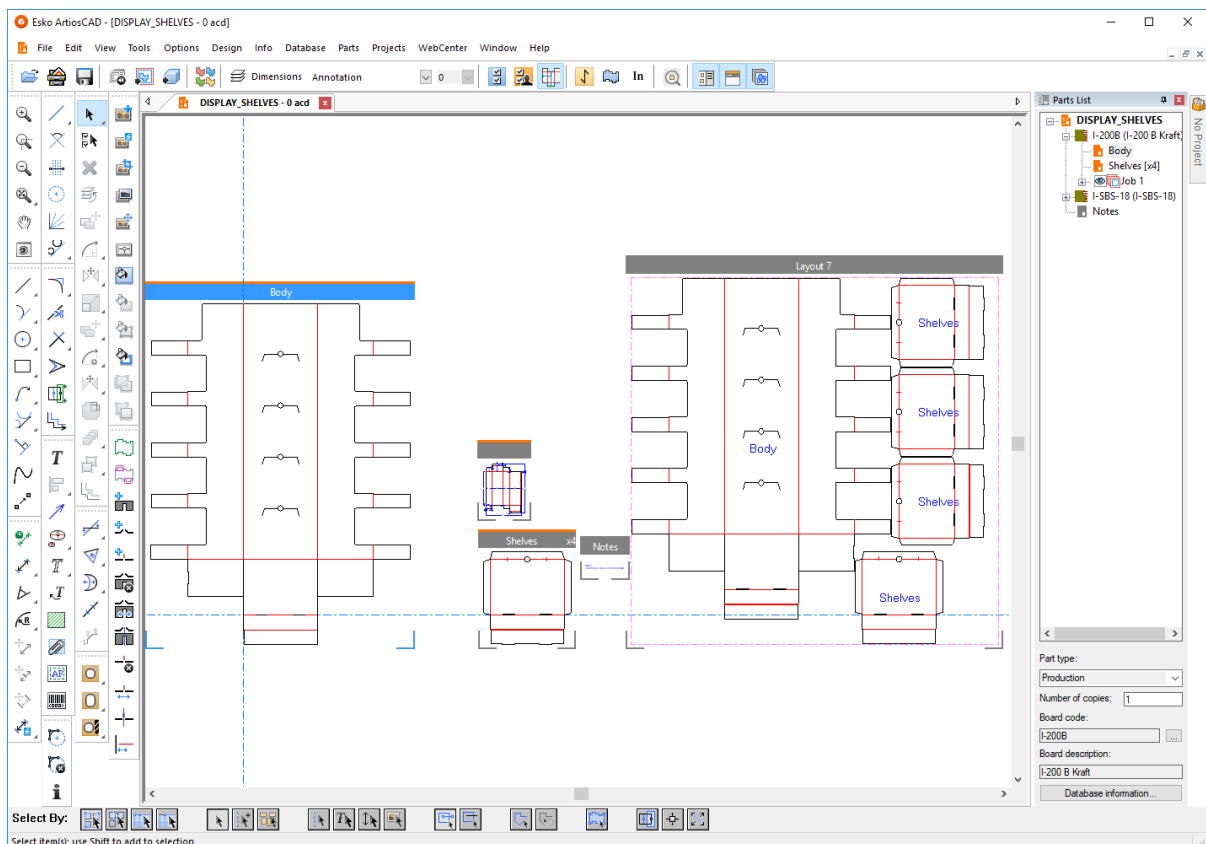 Esko ArtiosCAD - [DISPLAY_SHELVES - 0 acd]
File Edit View Tools Options Design Info Database Parts Projects WebCenter Window Help
Dimensions Annotation 0 In
DISPLAY_SHELVES - 0 acd
Parts List
No Project
DISPLAY_SHELVES
I-200B (I-200 B Kraft)
Body
Shelves [x4]
Job 1
I-SBS-18 (I-SBS-18)
Notes
Layout 7
Body
Shelves
Shelves
Body
Shelves
Shelves x4
Notes
Shelves
Part type:
Production
Number of copies: 1
Board code:
I-200B ...
Board description:
I-200 B Kraft
Database information...
Select By:
Select item(s); use Shift to add to selection